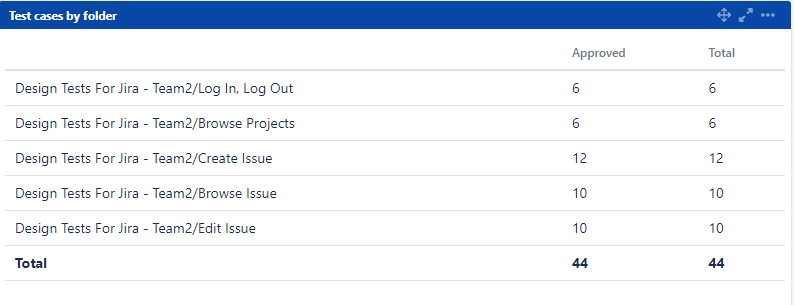 Test cases by folder
Approved Total
Design Tests For Jira - Team2/Log In, Log Out 6 6
Design Tests For Jira - Team2/Browse Projects 6 6
Design Tests For Jira - Team2/Create Issue 12 12
Design Tests For Jira - Team2/Browse Issue 10 10
Design Tests For Jira - Team2/Edit Issue 10 10
Total 44 44